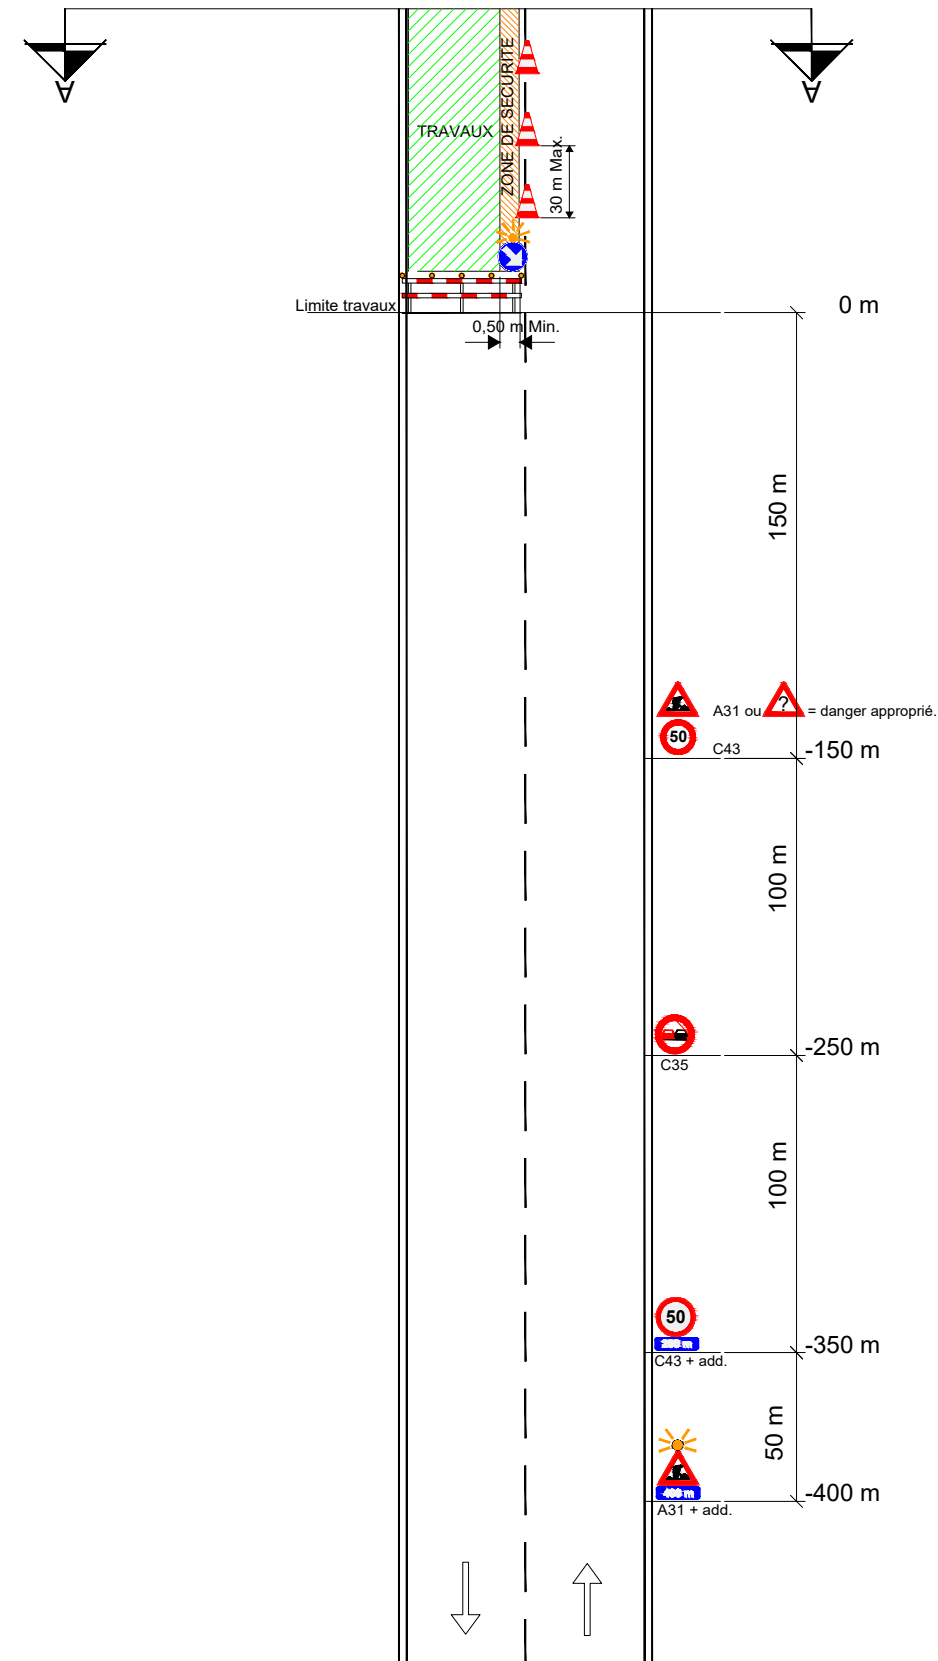 A
A
TRAVAUX
ZONE DE SECURITE
30 m Max.
Limite travaux
0 m
0,50 m Min.
150 m
A31 ou
?
= danger approprié.
50
C43
-150 m
100 m
-250 m
C35
100 m
50
-350 m
C43 + add.
50 m
-400 m
A31 + add.